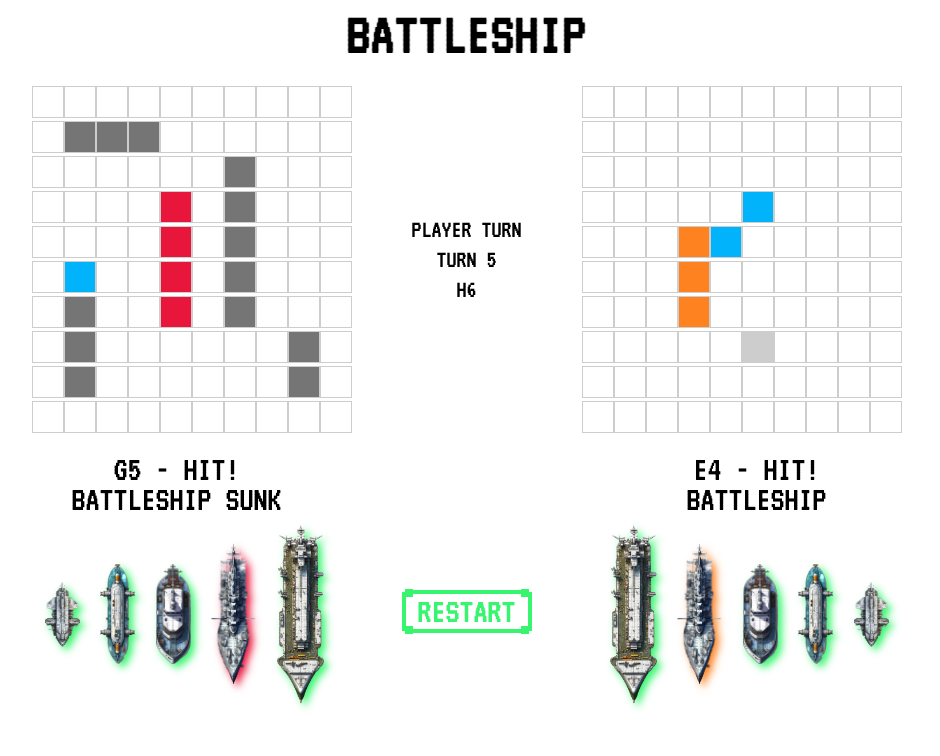 BATTLESHIP
PLAYER TURN
TURN 5
H6
G5 - HIT!
BATTLESHIP SUNK
E4 - HIT!
BATTLESHIP
RESTART